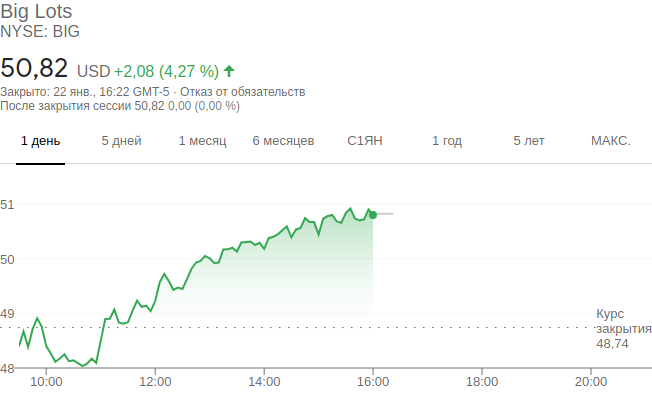 Big Lots
NYSE: BIG
50,82 USD +2,08 (4,27 %)
Закрыто: 22 янв., 16:22 GMT-5 · Отказ от обязательств
После закрытия сессии 50,82 0,00 (0,00 %)
1 день 5 дней 1 месяц 6 месяцев С1ЯН 1 год 5 лет МАКС.
51
50
49
Курс
закрытия
48,74
48
10:00 12:00 14:00 16:00 18:00 20:00